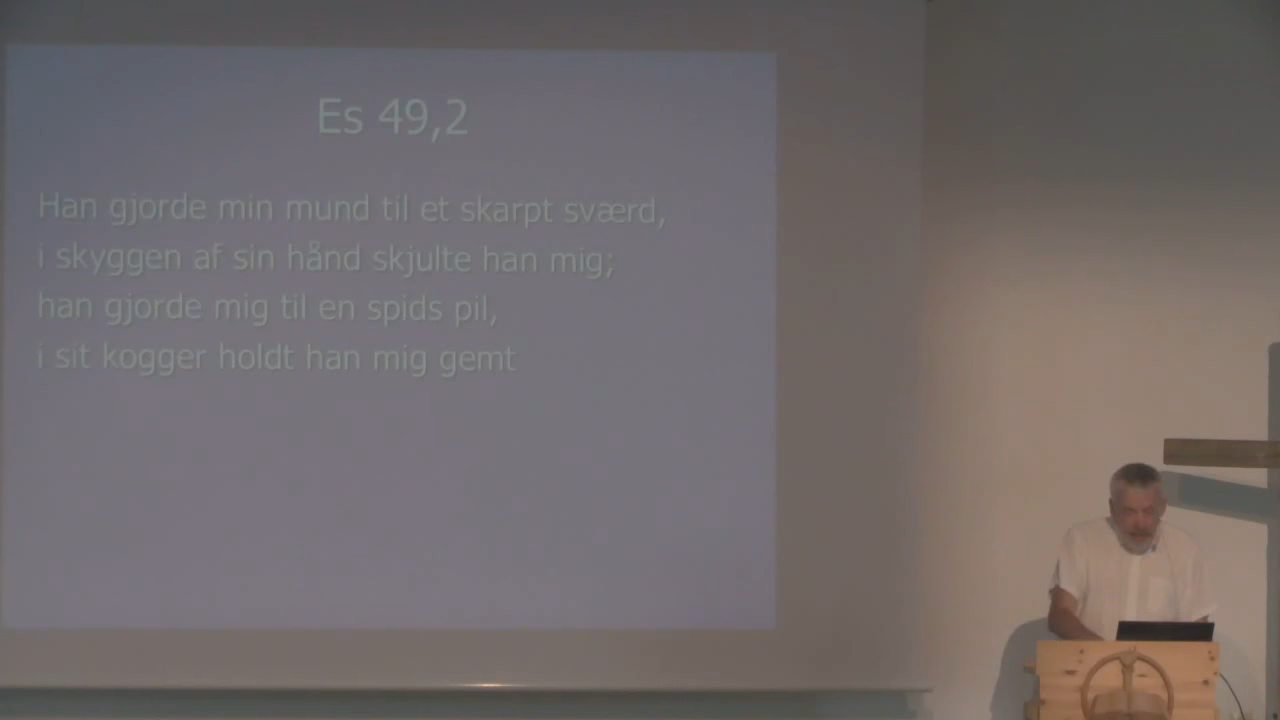 Es 49,2
Han gjorde min mund til et skarpt sværd,
i skyggen af sin hånd skjulte han mig;
han gjorde mig til en spids pil,
i sit kogger holdt han mig gemt